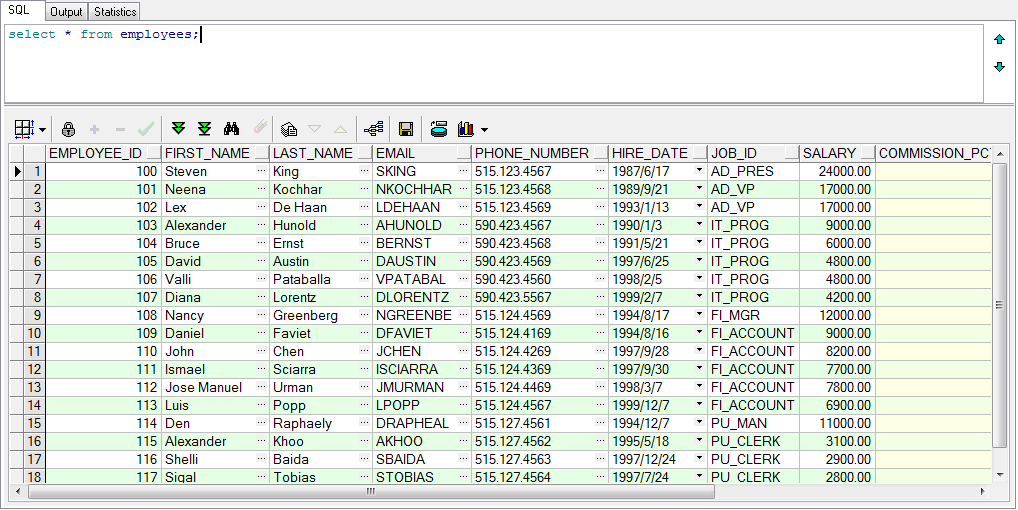 SQL Output Statistics
select * from employees;
EMPLOYEE_ID FIRST_NAME LAST_NAME EMAIL PHONE_NUMBER HIRE_DATE JOB_ID SALARY COMMISSION_PCT
1 100 Steven King SKING 515.123.4567 1987/6/17 AD_PRES 24000.00
2 101 Neena Kochhar NKOCHHAR 515.123.4568 1989/9/21 AD_VP 17000.00
3 102 Lex De Haan LDEHAAN 515.123.4569 1993/1/13 AD_VP 17000.00
4 103 Alexander Hunold AHUNOLD 590.423.4567 1990/1/3 IT_PROG 9000.00
5 104 Bruce Ernst BERNST 590.423.4568 1991/5/21 IT_PROG 6000.00
6 105 David Austin DAUSTIN 590.423.4569 1997/6/25 IT_PROG 4800.00
7 106 Valli Pataballa VPATABAL 590.423.4560 1998/2/5 IT_PROG 4800.00
8 107 Diana Lorentz DLORENTZ 590.423.5567 1999/2/7 IT_PROG 4200.00
9 108 Nancy Greenberg NGREENBE 515.124.4569 1994/8/17 FI_MGR 12000.00
10 109 Daniel Faviet DFAVIET 515.124.4169 1994/8/16 FI_ACCOUNT 9000.00
11 110 John Chen JCHEN 515.124.4269 1997/9/28 FI_ACCOUNT 8200.00
12 111 Ismael Sciarra ISCIARRA 515.124.4369 1997/9/30 FI_ACCOUNT 7700.00
13 112 Jose Manuel Urman JMURMAN 515.124.4469 1998/3/7 FI_ACCOUNT 7800.00
14 113 Luis Popp LPOPP 515.124.4567 1999/12/7 FI_ACCOUNT 6900.00
15 114 Den Raphaely DRAPHEAL 515.127.4561 1994/12/7 PU_MAN 11000.00
16 115 Alexander Khoo AKHOO 515.127.4562 1995/5/18 PU_CLERK 3100.00
17 116 Shelli Baida SBAIDA 515.127.4563 1997/12/24 PU_CLERK 2900.00
18 117 Sigal Tobias STOBIAS 515.127.4564 1997/7/24 PU_CLERK 2800.00